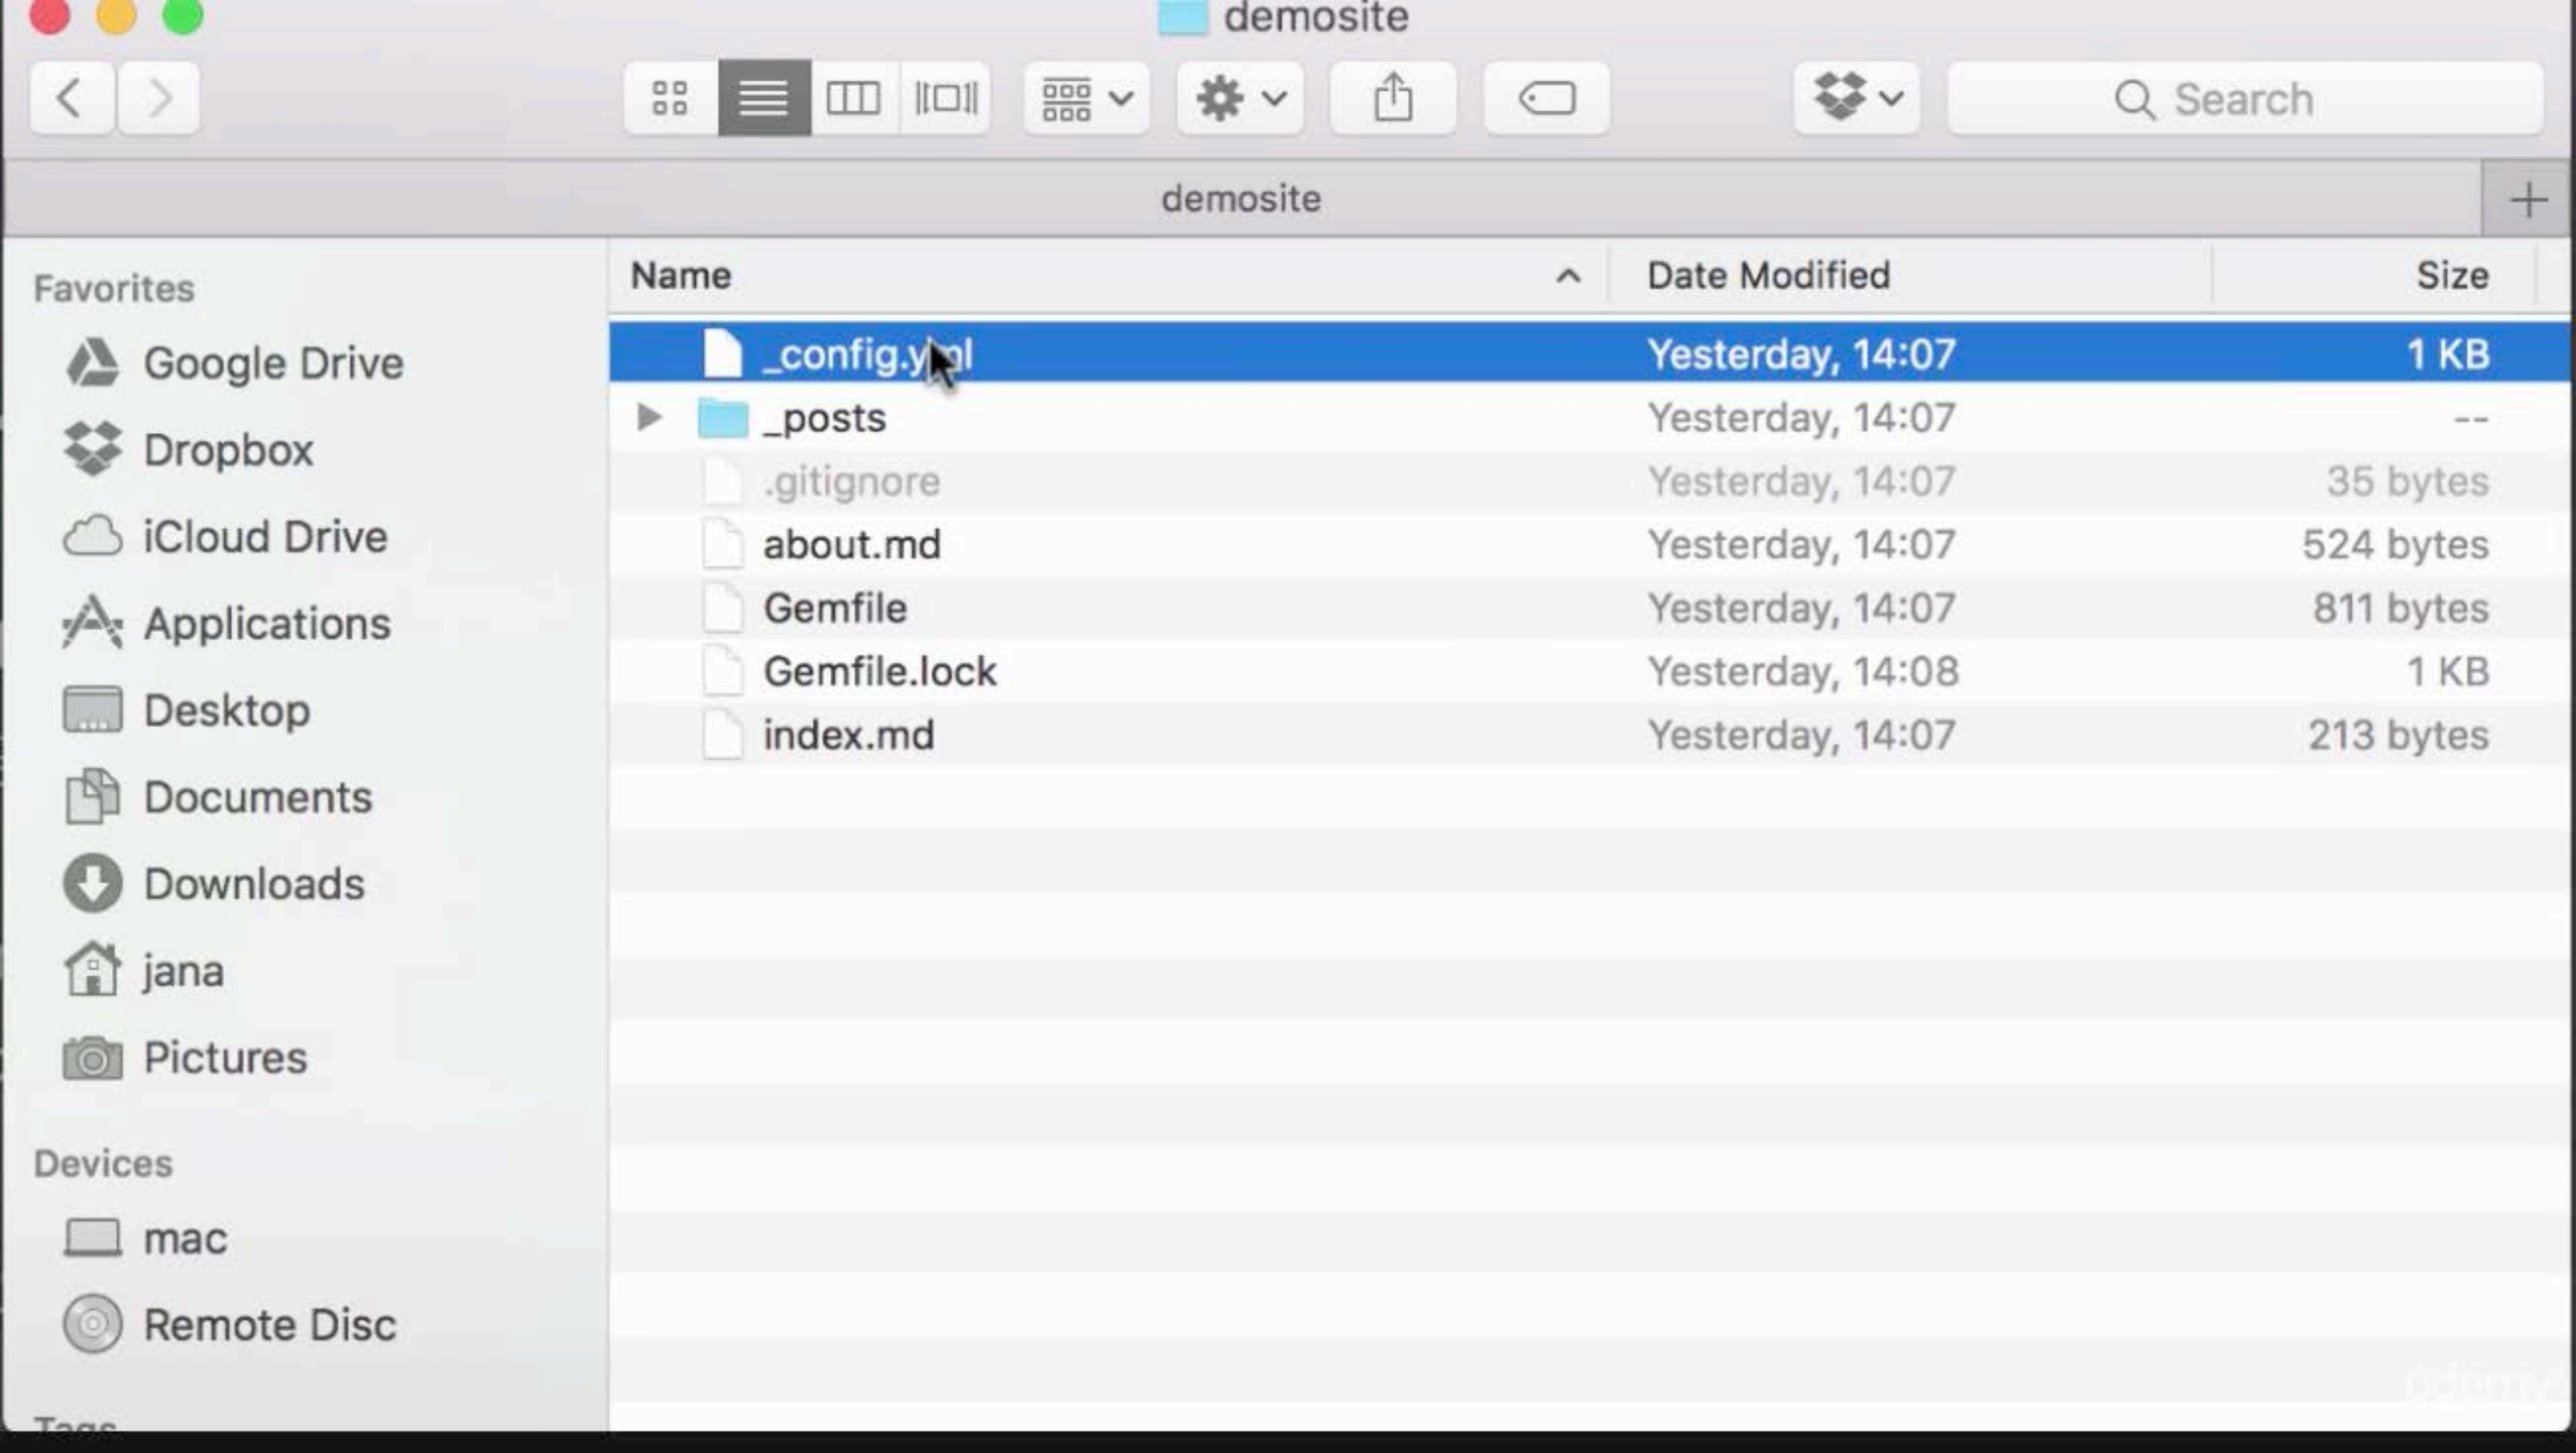 demosite
Search
demosite
Name Date Modified Size
Favorites
Google Drive
Dropbox
iCloud Drive
Applications
Desktop
Documents
Downloads
jana
Pictures
Devices
mac
Remote Disc
Tags
_config.yml Yesterday, 14:07 1 KB
_posts Yesterday, 14:07 --
.gitignore Yesterday, 14:07 35 bytes
about.md Yesterday, 14:07 524 bytes
Gemfile Yesterday, 14:07 811 bytes
Gemfile.lock Yesterday, 14:08 1 KB
index.md Yesterday, 14:07 213 bytes
udemy